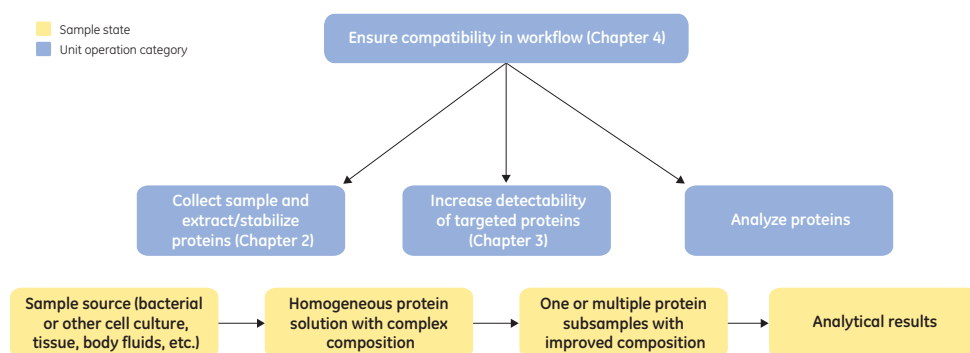 Sample state
Unit operation category
Ensure compatibility in workflow (Chapter 4)
Collect sample and
extract/stabilize
proteins (Chapter 2)
Increase detectability
of targeted proteins
(Chapter 3)
Analyze proteins
Sample source (bacterial
or other cell culture,
tissue, body fluids, etc.)
Homogeneous protein
solution with complex
composition
One or multiple protein
subsamples with
improved composition
Analytical results